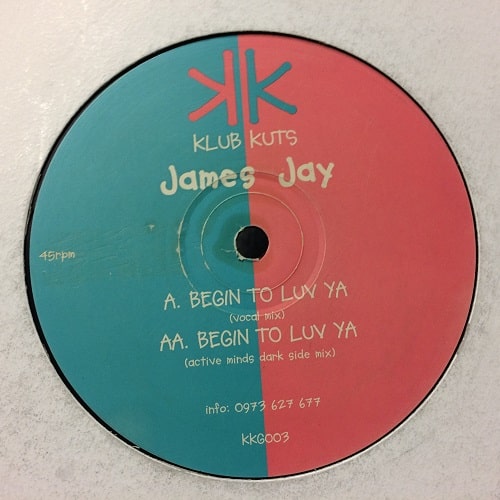 KK
KLUB KUTS
James Jay
45rpm
A. BEGIN TO LUV YA
(vocal mix)
AA. BEGIN TO LUV YA
(active minds dark side mix)
info: 0973 627 677
KKG003